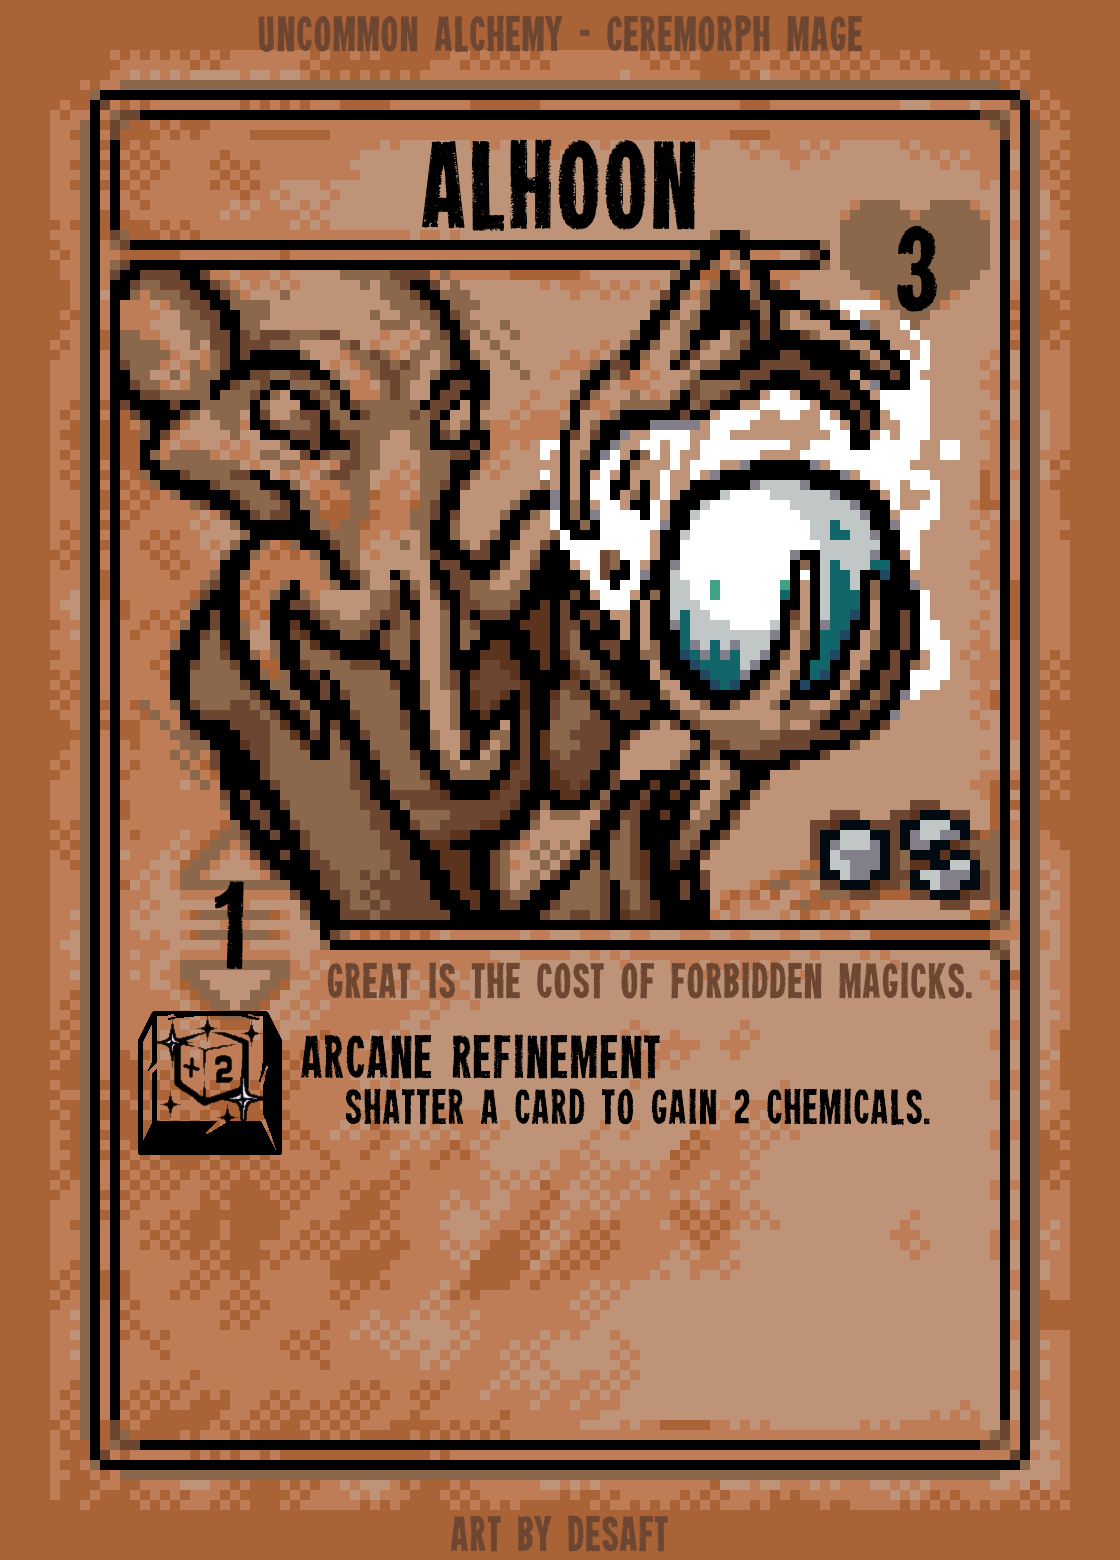 UNCOMMON ALCHEMY - CEREMORPH MAGE
ALHOON
3
1
GREAT IS THE COST OF FORBIDDEN MAGICKS.
+2
ARCANE REFINEMENT
SHATTER A CARD TO GAIN 2 CHEMICALS.
ART BY DESAFT